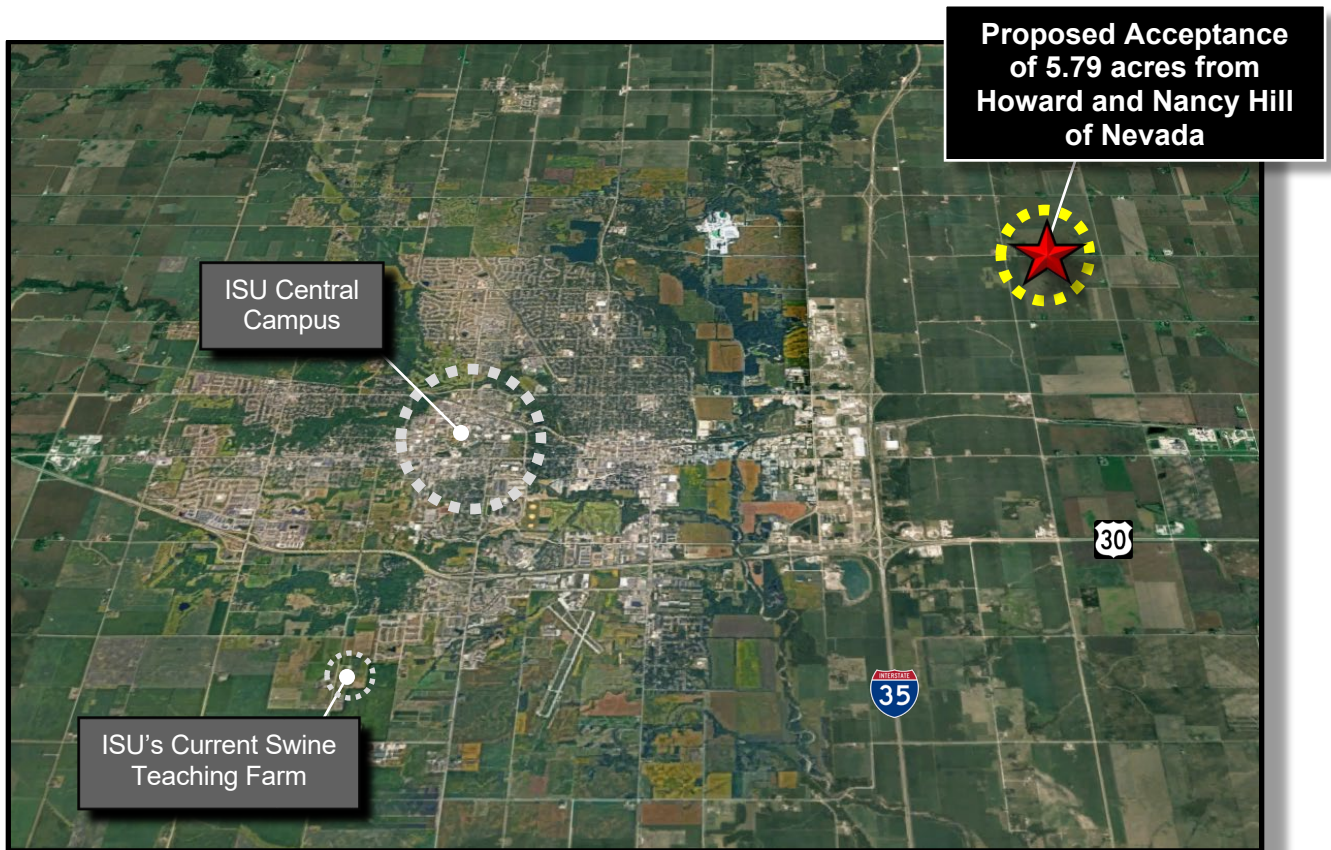 Proposed Acceptance
of 5.79 acres from
Howard and Nancy Hill
of Nevada
ISU Central
Campus
30
INTERSTATE
35
ISU's Current Swine
Teaching Farm